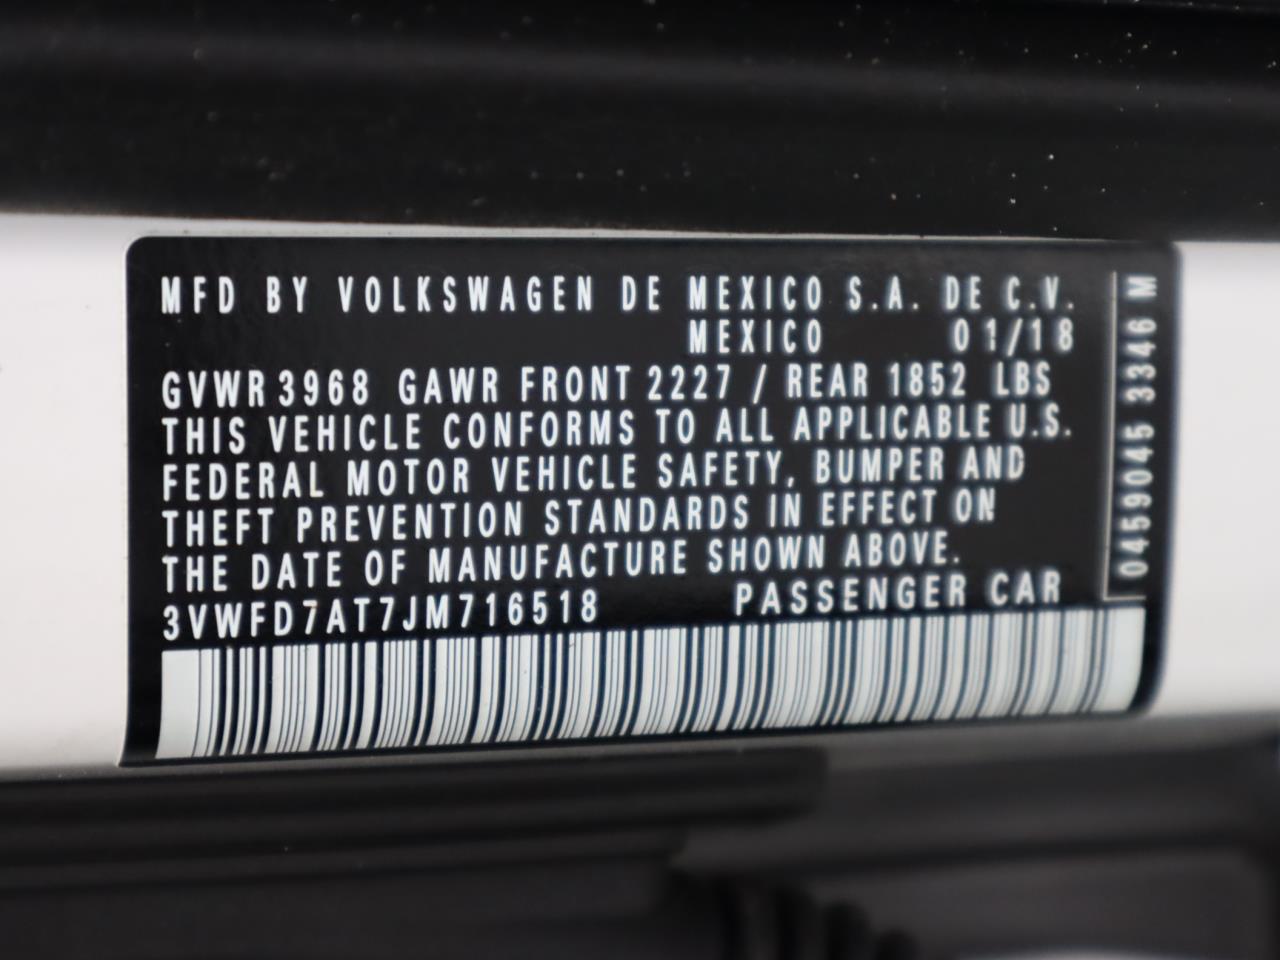 MFD BY VOLKSWAGEN DE MEXICO S.A. DE C.V.
MEXICO 01/18
GVWR 3968 GAWR FRONT 2227 / REAR 1852 LBS
THIS VEHICLE CONFORMS TO ALL APPLICABLE U.S.
FEDERAL MOTOR VEHICLE SAFETY, BUMPER AND
THEFT PREVENTION STANDARDS IN EFFECT ON
THE DATE OF MANUFACTURE SHOWN ABOVE.
3VWFD7AT7JM716518 PASSENGER CAR
0459045 3346 M